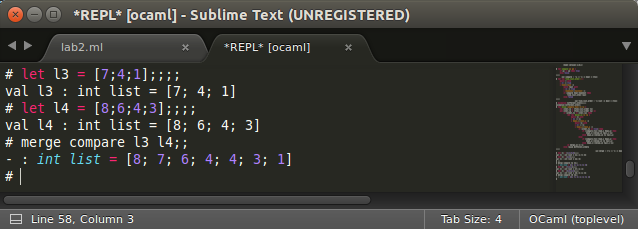 *REPL* [ocaml] - Sublime Text (UNREGISTERED)
lab2.ml
*REPL* [ocaml]
# let l3 = [7;4;1];;;;
val l3 : int list = [7; 4; 1]
# let l4 = [8;6;4;3];;;;
val l4 : int list = [8; 6; 4; 3]
# merge compare l3 l4;;
- : int list = [8; 7; 6; 4; 4; 3; 1]
#
Line 58, Column 3
Tab Size: 4
OCaml (toplevel)